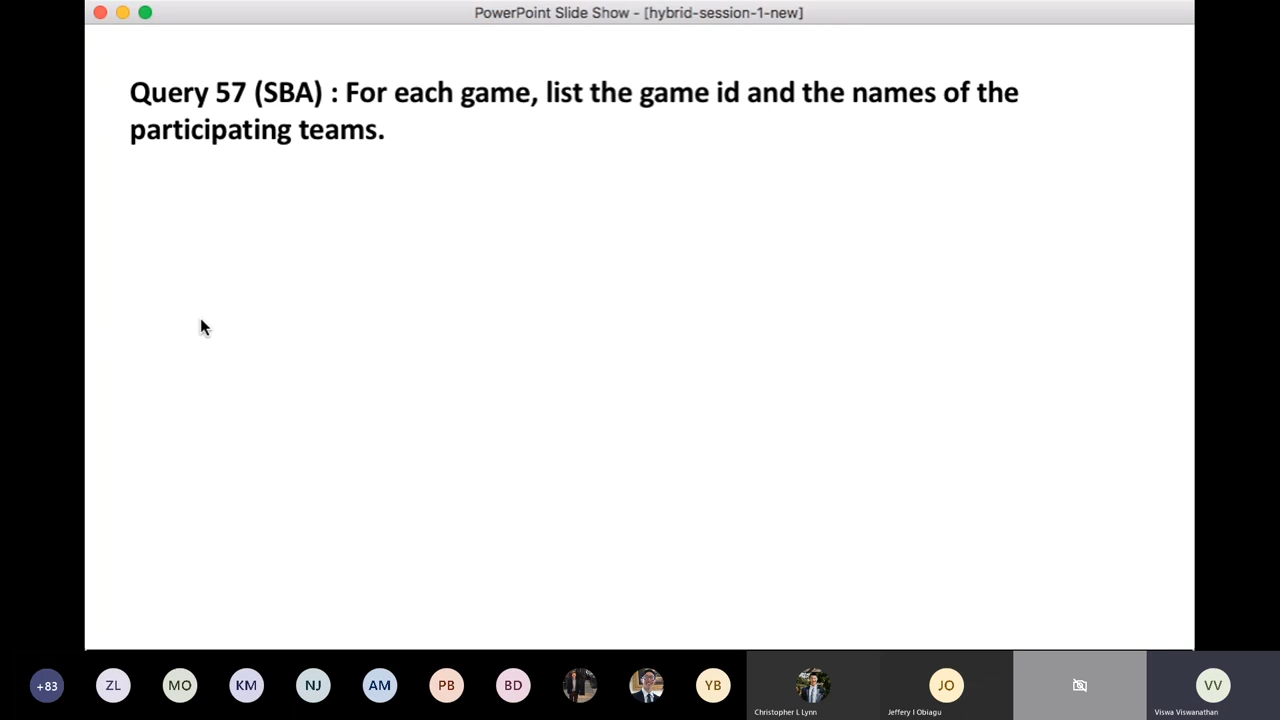 PowerPoint Slide Show - [hybrid-session-1-new]
Query 57 (SBA) : For each game, list the game id and the names of the
participating teams.
+83 ZL MO KM NJ AM PB BD YB JO VV
Christopher L Lynn Jeffery I Obiagu Viswa Viswanathan